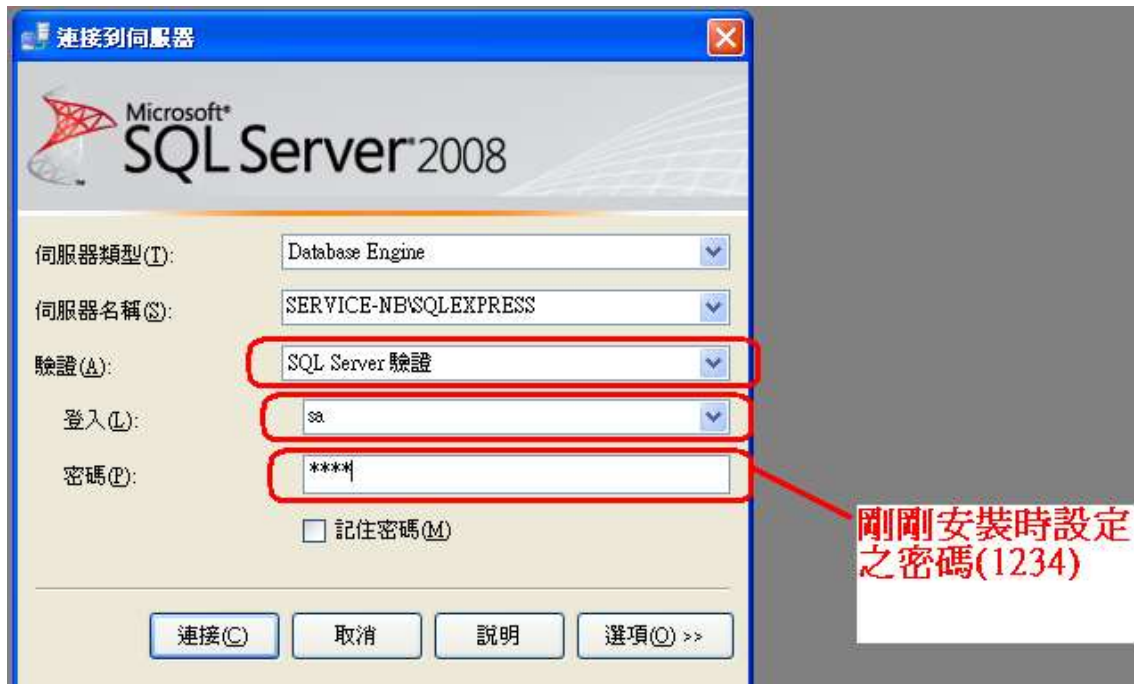 連接到伺服器
Microsoft®
SQL Server® 2008
伺服器類型(T):
Database Engine
伺服器名稱(S):
SERVICE-NB\SQLEXPRESS
驗證(A):
SQL Server 驗證
登入(L):
sa
密碼(P):
****
記住密碼(M)
剛剛安裝時設定
之密碼(1234)
連接(C)
取消
說明
選項(O) >>